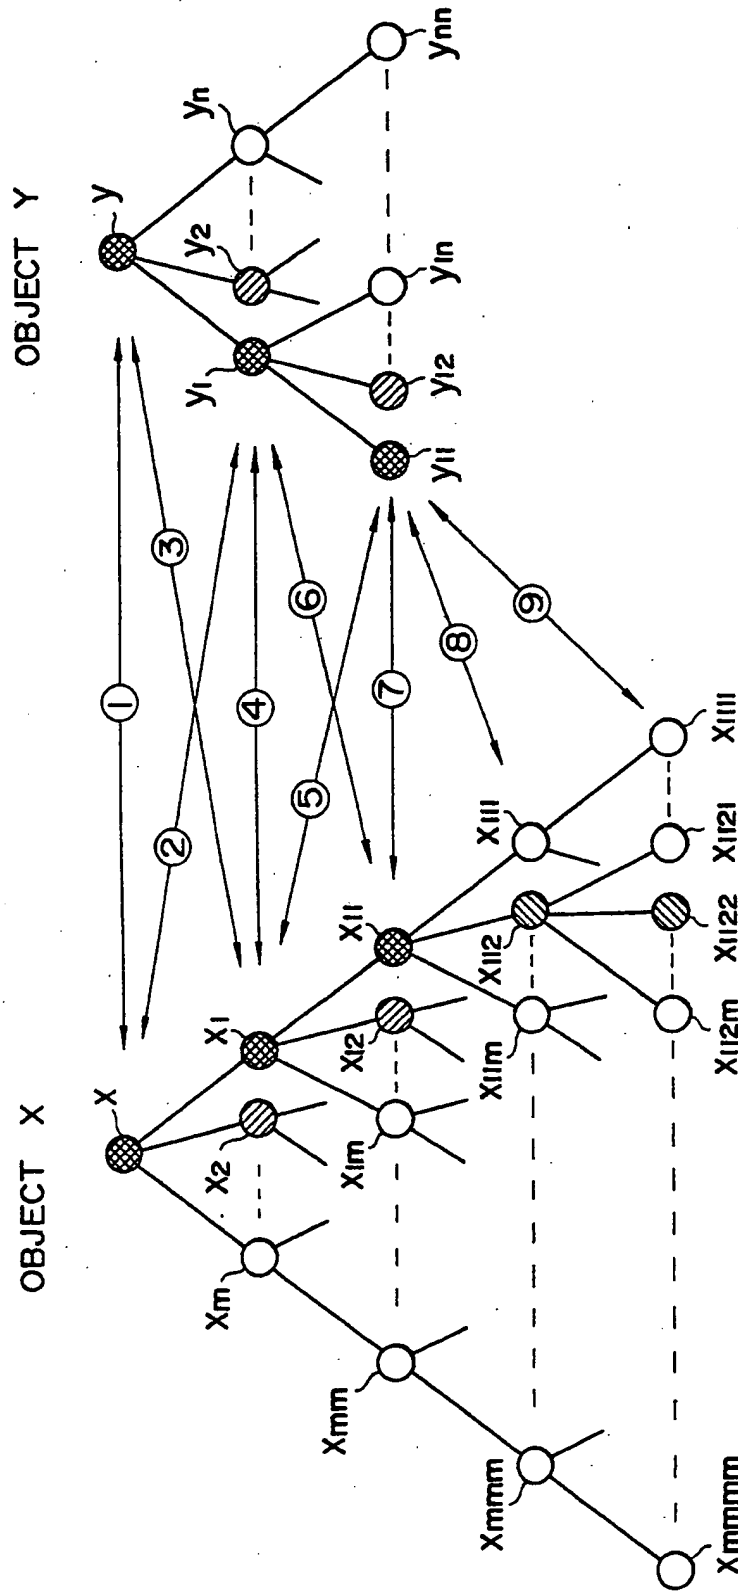 OBJECT X
OBJECT Y
x
y
①
②
③
xm
x2
x1
y1
y2
yn
④
⑤
⑥
xmm
x1m
x12
x11
y11
y12
y1n
ynn
⑦
⑧
⑨
xmmm
x11m
x112
x111
xmmmm
x112m
x1122
x1121
x1111